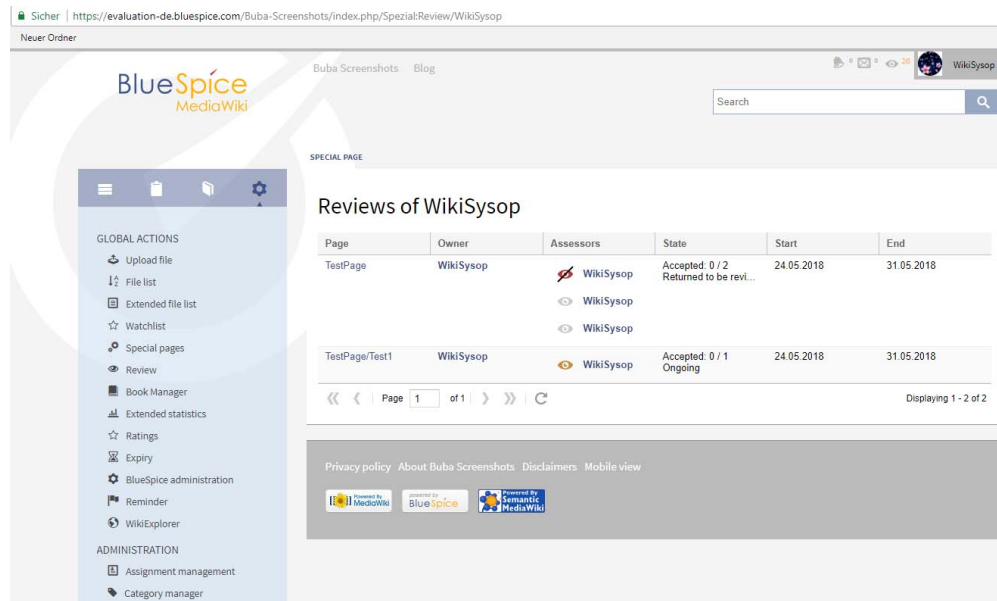 Sicher | https://evaluation-de.bluespice.com/Buba-Screenshots/index.php/Spezial:Review/WikiSysop
Neuer Ordner
BlueSpice
MediaWiki
Buba Screenshots Blog
0 0 20 WikiSysop
Search
SPECIAL PAGE
GLOBAL ACTIONS
Upload file
File list
Extended file list
Watchlist
Special pages
Review
Book Manager
Extended statistics
Ratings
Expiry
BlueSpice administration
Reminder
WikiExplorer
ADMINISTRATION
Assignment management
Category manager
Reviews of WikiSysop
Page Owner Assessors State Start End
TestPage WikiSysop WikiSysop Accepted: 0 / 2 24.05.2018 31.05.2018
Returned to be revi...
WikiSysop
WikiSysop
TestPage/Test1 WikiSysop WikiSysop Accepted: 0 / 1 24.05.2018 31.05.2018
Ongoing
Page 1 of 1 Displaying 1 - 2 of 2
Privacy policy About Buba Screenshots Disclaimers Mobile view
Powered By MediaWiki
powered by BlueSpice
Powered By Semantic MediaWiki